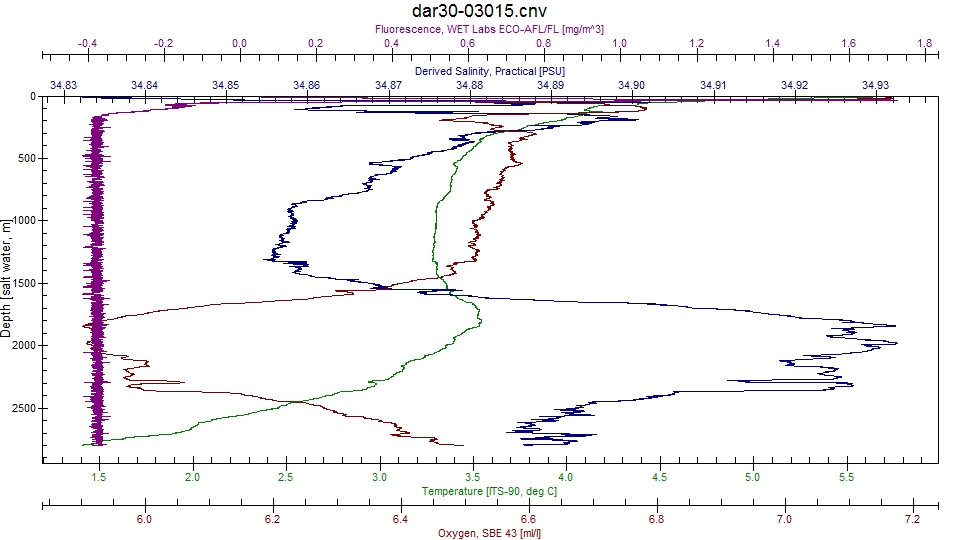 dar30-03015.cnv
Fluorescence, WET Labs ECO-AFL/FL [mg/m^3]
-0.4 -0.2 0.0 0.2 0.4 0.6 0.8 1.0 1.2 1.4 1.6 1.8
Derived Salinity, Practical [PSU]
34.83 34.84 34.85 34.86 34.87 34.88 34.89 34.90 34.91 34.92 34.93
0
500
1000
1500
2000
2500
Depth [salt water, m]
1.5 2.0 2.5 3.0 3.5 4.0 4.5 5.0 5.5
Temperature [ITS-90, deg C]
6.0 6.2 6.4 6.6 6.8 7.0 7.2
Oxygen, SBE 43 [ml/l]